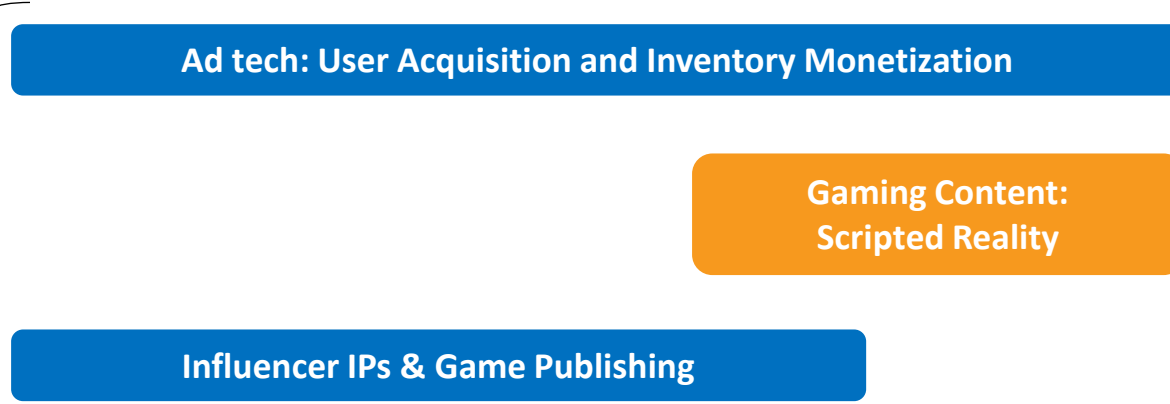 Ad tech: User Acquisition and Inventory Monetization
Gaming Content:
Scripted Reality
Influencer IPs & Game Publishing